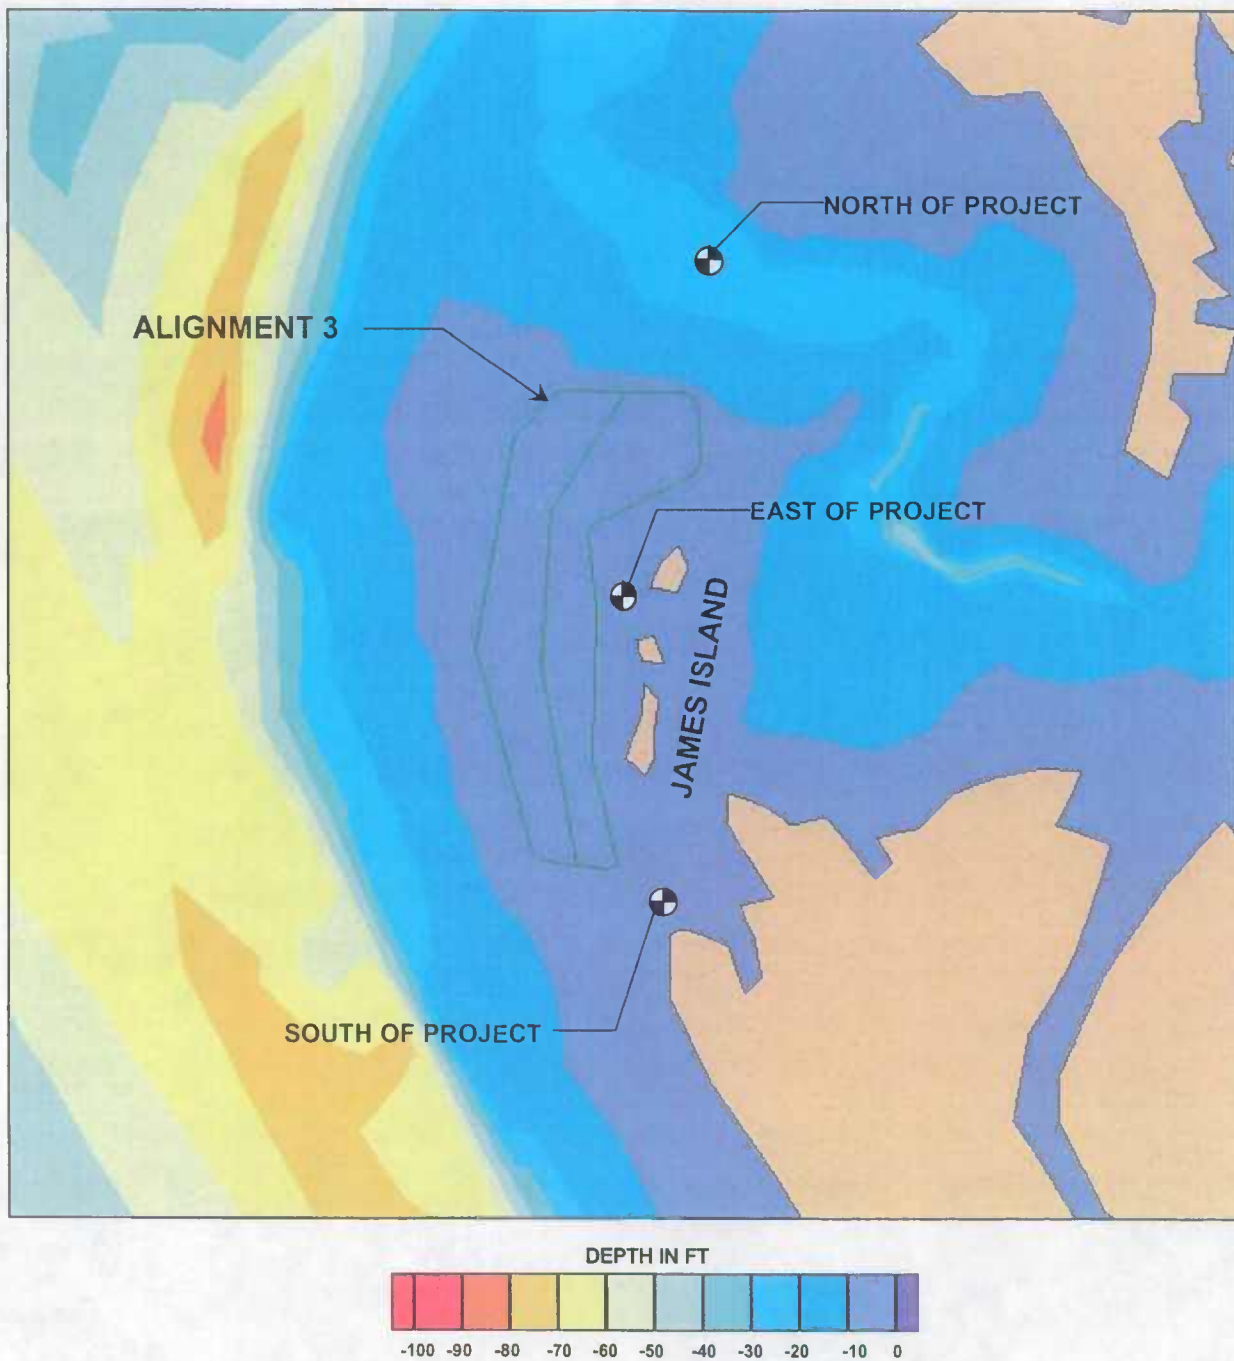 NORTH OF PROJECT
ALIGNMENT 3
EAST OF PROJECT
JAMES ISLAND
SOUTH OF PROJECT
DEPTH IN FT
-100 -90 -80 -70 -60 -50 -40 -30 -20 -10 0